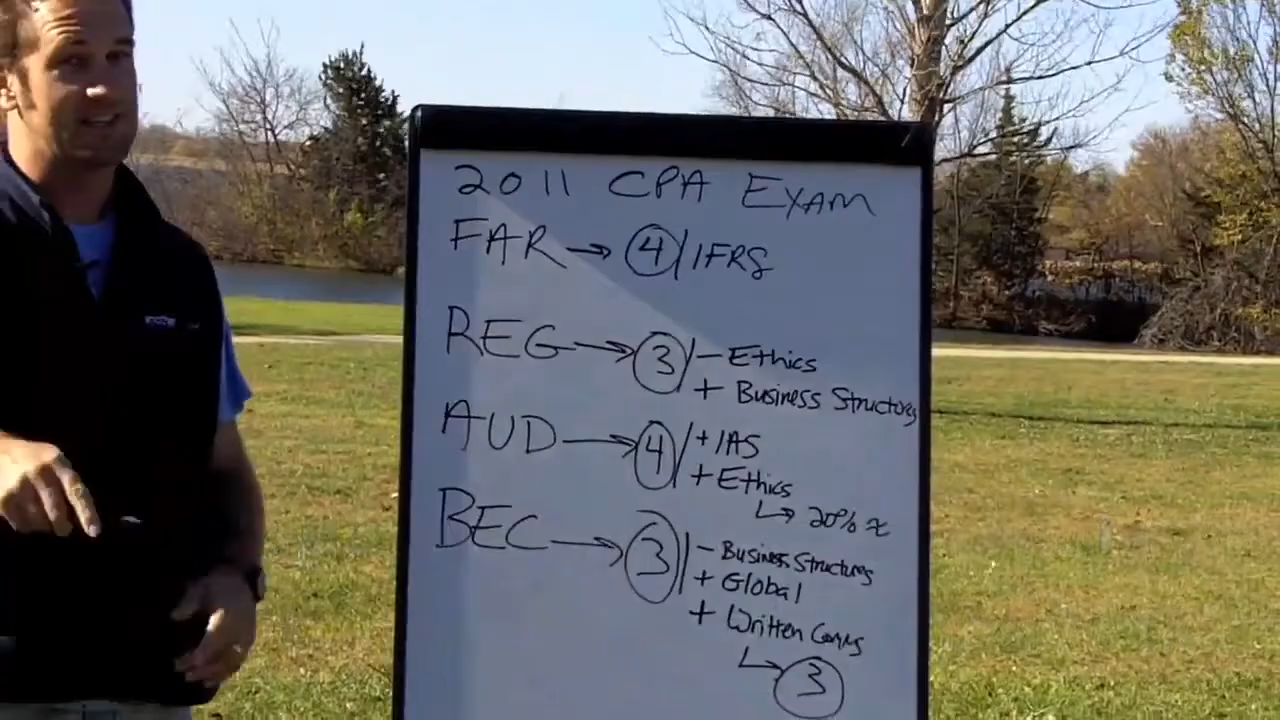 2011 CPA EXAM
FAR → 4 / IFRS
REG → 3 / - Ethics
+ Business Structures
AUD → 4 / + IAS
+ Ethics
↳ 20% ≈
BEC → 3 / - Business Structures
+ Global
+ Written Comms
↳ 3